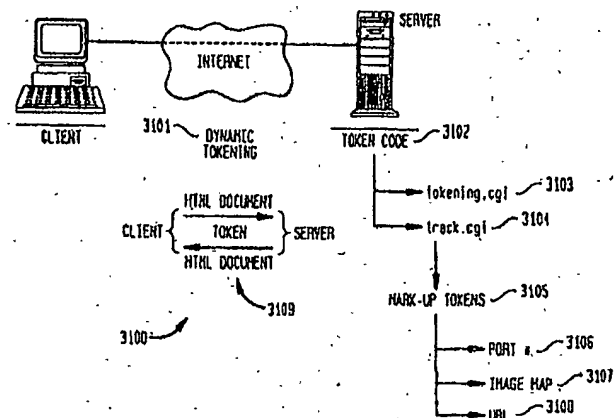 SERVER
INTERNET
CLIENT
3101
DYNAMIC
TOKENING
TOKEN CODE
3102
tokening.cgi
3103
track.cgi
3104
HTML DOCUMENT
CLIENT
TOKEN
SERVER
HTML DOCUMENT
3109
3100
MARK-UP TOKENS
3105
PORT #
3106
IMAGE MAP
3107
URL
3108